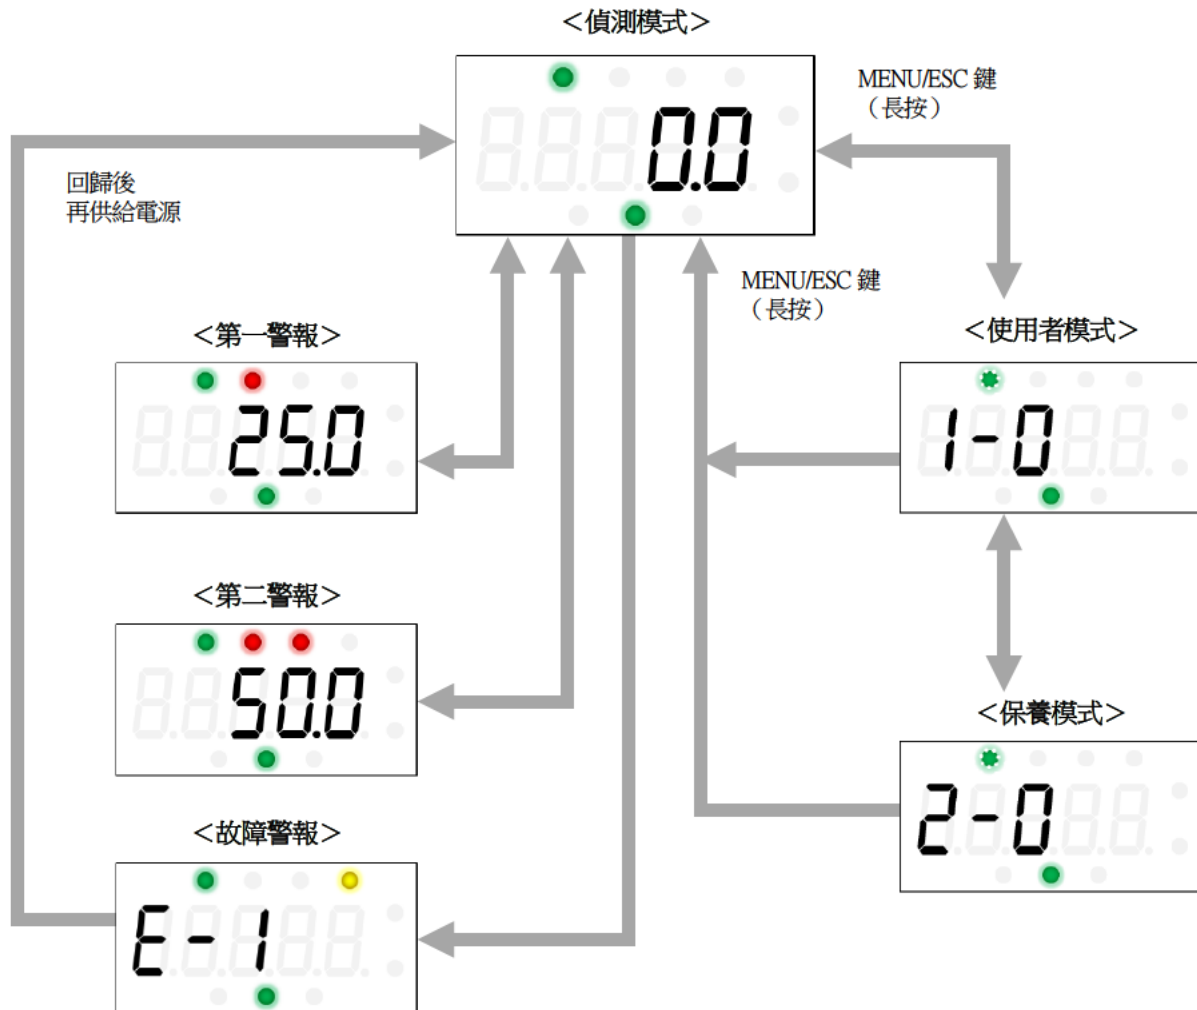 ＜偵測模式＞
0.0
MENU/ESC 鍵
（長按）
回歸後
再供給電源
MENU/ESC 鍵
（長按）
＜第一警報＞
25.0
＜使用者模式＞
1-0
＜第二警報＞
50.0
＜保養模式＞
2-0
＜故障警報＞
E-1